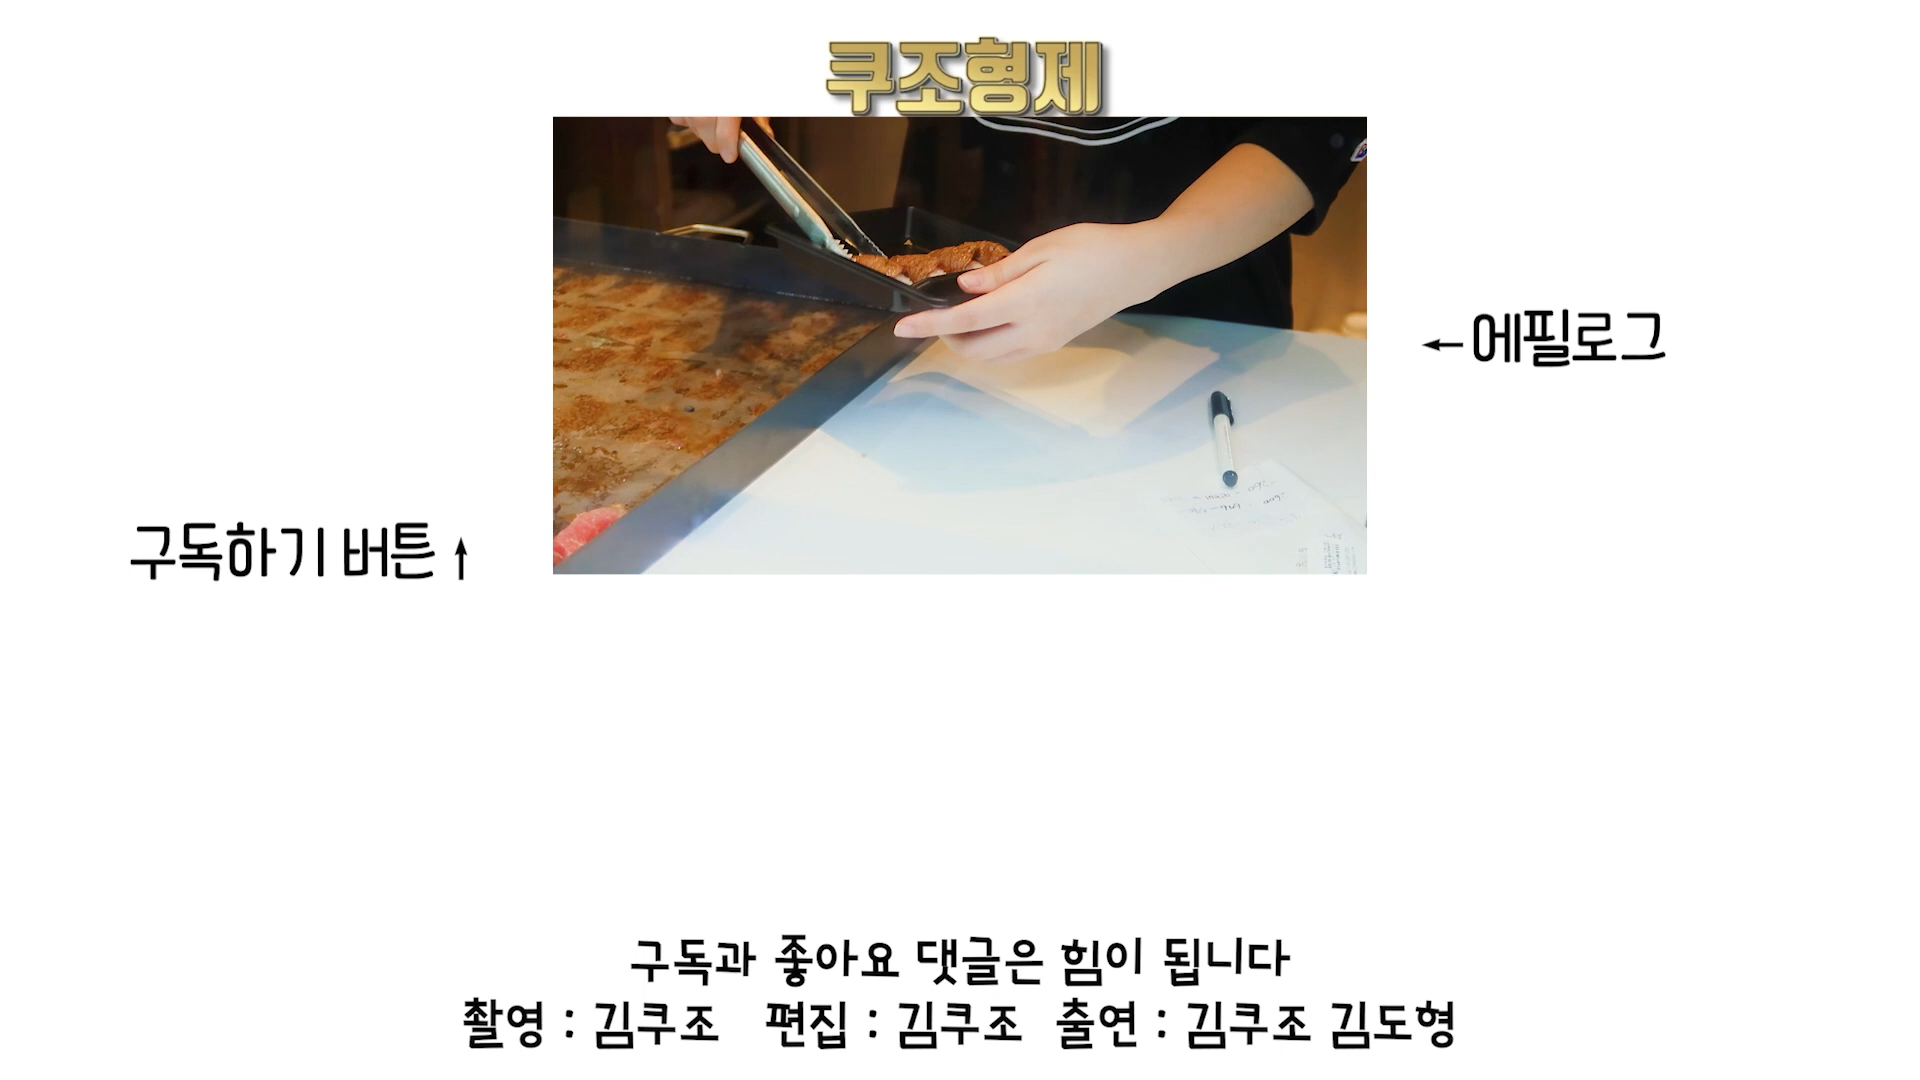 쿠조형제
←에필로그
구독하기 버튼 ↑
구독과 좋아요 댓글은 힘이 됩니다
촬영 : 김쿠조 편집 : 김쿠조 출연 : 김쿠조 김도형